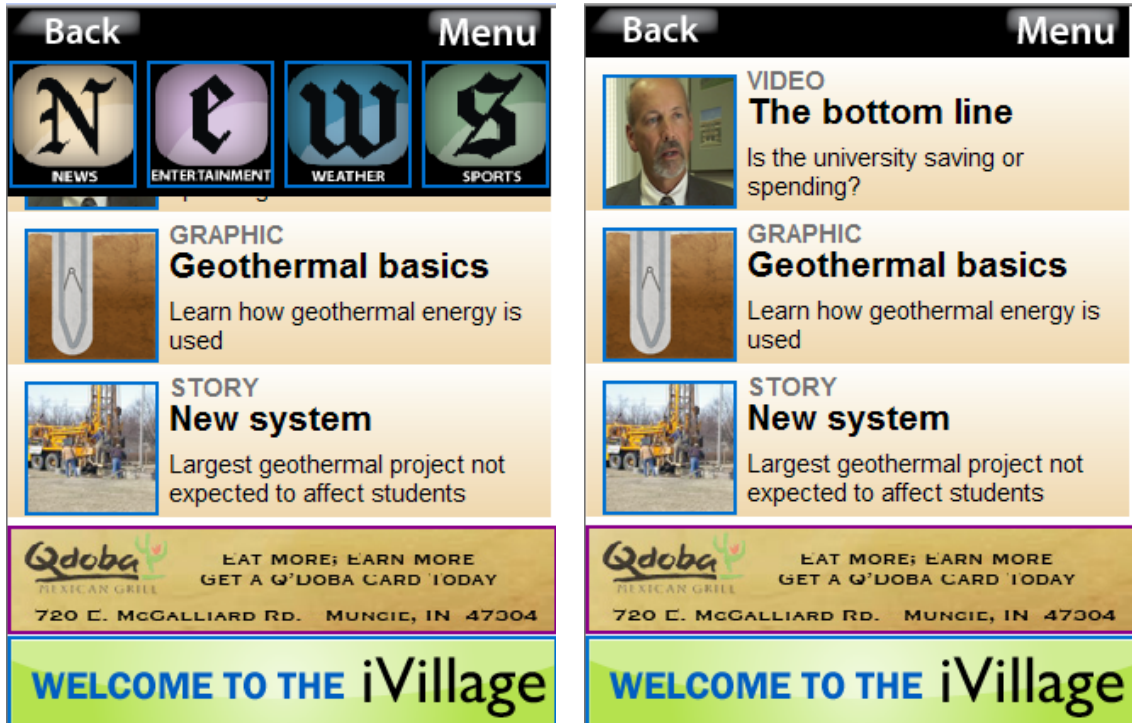 Back Menu
N e w S
NEWS ENTERTAINMENT WEATHER SPORTS
GRAPHIC
Geothermal basics
Learn how geothermal energy is
used
STORY
New system
Largest geothermal project not
expected to affect students
Qdoba
MEXICAN GRILL
EAT MORE; EARN MORE
GET A Q'DOBA CARD TODAY
720 E. McGALLIARD RD. MUNCIE, IN 47304
WELCOME TO THE iVillage
Back Menu
VIDEO
The bottom line
Is the university saving or
spending?
GRAPHIC
Geothermal basics
Learn how geothermal energy is
used
STORY
New system
Largest geothermal project not
expected to affect students
Qdoba
MEXICAN GRILL
EAT MORE; EARN MORE
GET A Q'DOBA CARD TODAY
720 E. McGALLIARD RD. MUNCIE, IN 47304
WELCOME TO THE iVillage